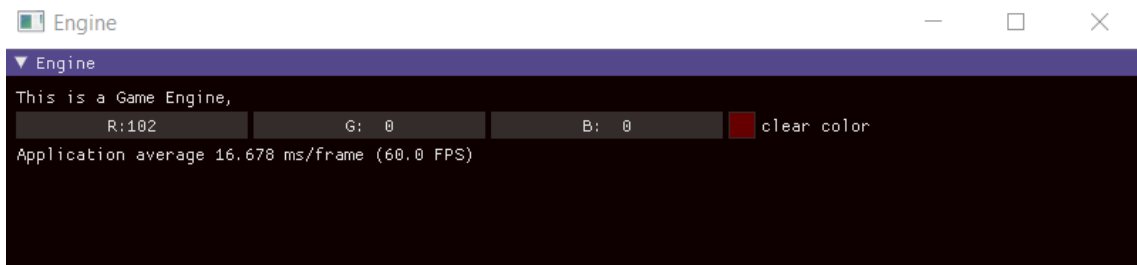 Engine
Engine
This is a Game Engine,
R:102 G: 0 B: 0 clear color
Application average 16.678 ms/frame (60.0 FPS)